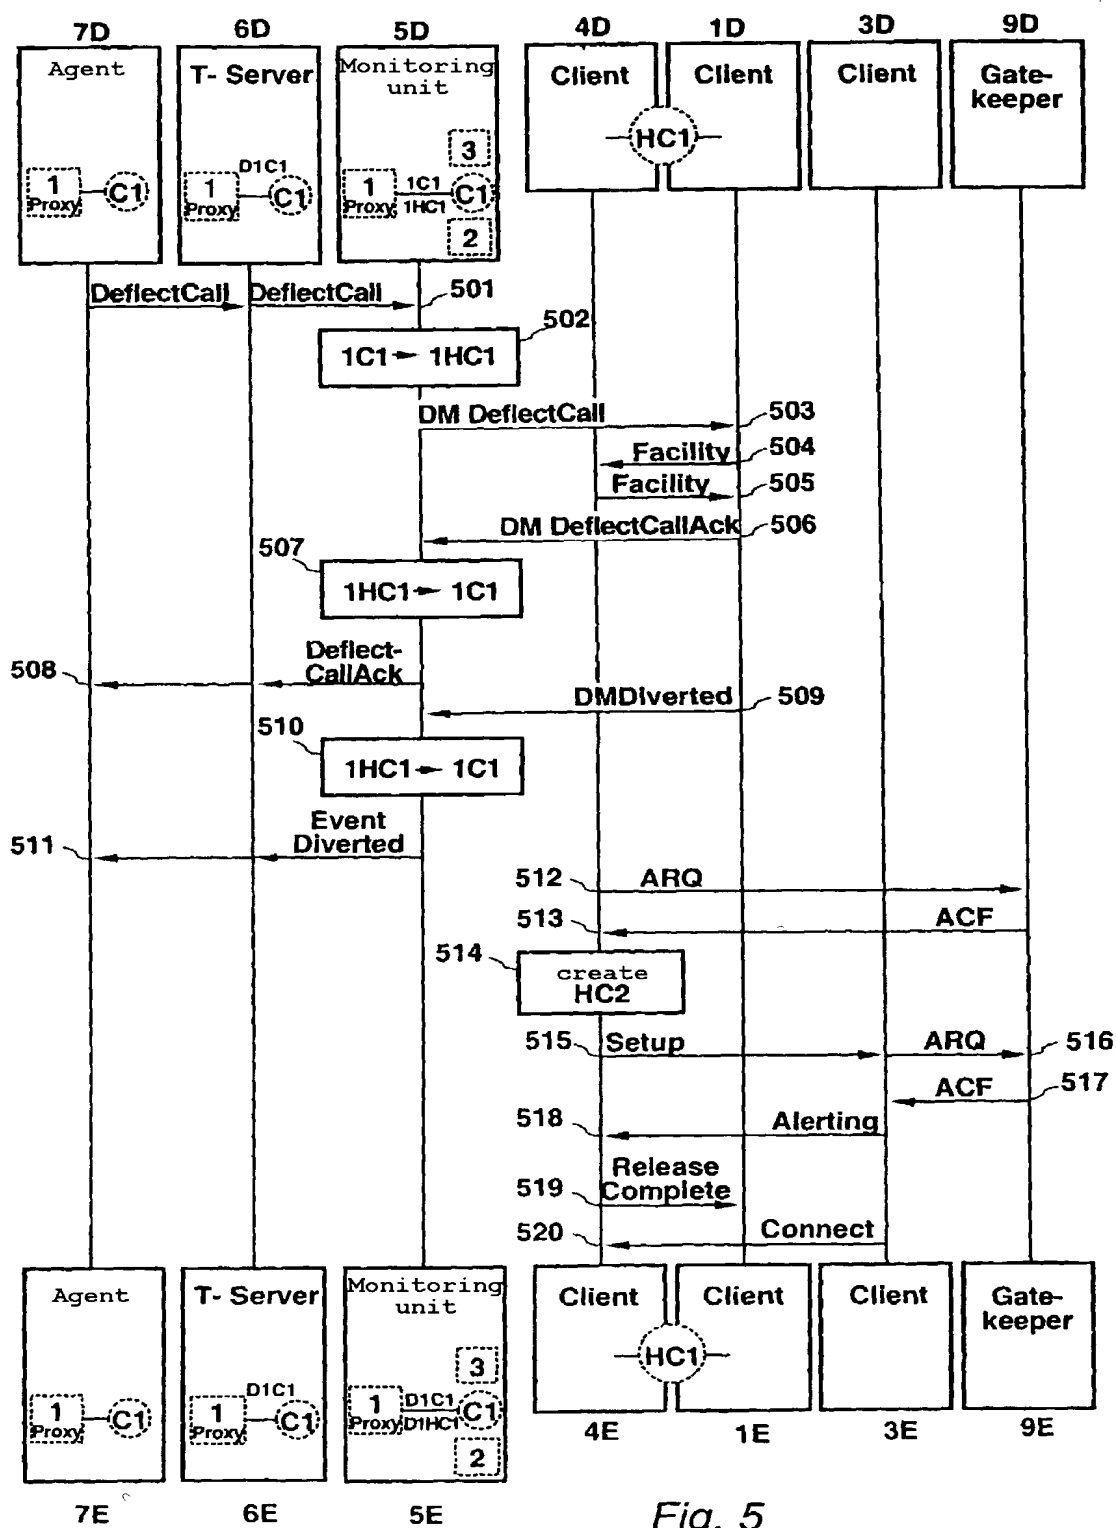 7D 6D 5D 4D 1D 3D 9D
Agent
T- Server
Monitoring
unit
Client
Client
Client
Gate-
keeper
HC1
1
Proxy
C1
D1C1
1
Proxy
C1
3
1
Proxy
1C1
1HC1
C1
2
DeflectCall
DeflectCall
501
502
1C1 1HC1
DM DeflectCall
503
Facility
504
Facility
505
DM DeflectCallAck
506
507
1HC1 1C1
Deflect-
CallAck
508
DMDiverted
509
510
1HC1 1C1
Event
Diverted
511
512
ARQ
513
ACF
514
create
HC2
515
Setup
ARQ
516
ACF
517
518
Alerting
519
Release
Complete
520
Connect
Agent
T- Server
Monitoring
unit
Client
Client
Client
Gate-
keeper
HC1
1
Proxy
C1
D1C1
1
Proxy
C1
3
1
Proxy
D1C1
D1HC1
C1
2
4E 1E 3E 9E
7E 6E 5E
Fig. 5